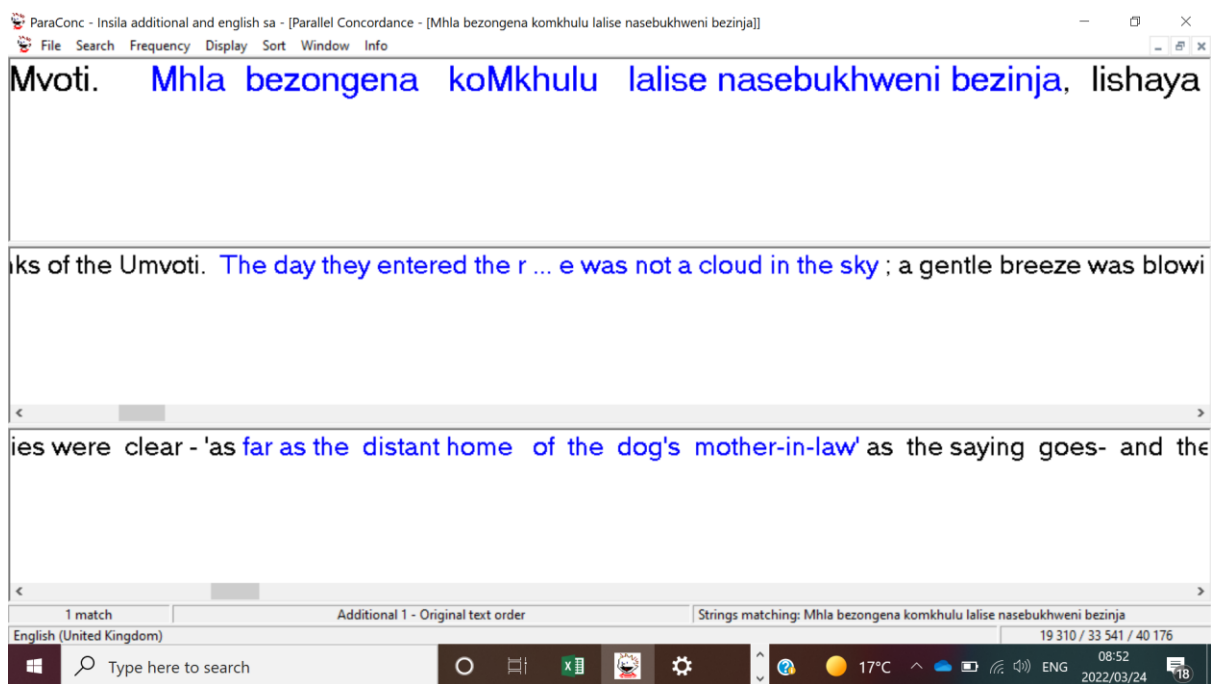 ParaConc - Insila additional and english sa - [Parallel Concordance - [Mhla bezongena komkhulu lalise nasebukhweni bezinja]]
File Search Frequency Display Sort Window Info
Mvoti. Mhla bezongena koMkhulu lalise nasebukhweni bezinja, lishaya
ks of the Umvoti. The day they entered the r ... e was not a cloud in the sky ; a gentle breeze was blowi
ies were clear - 'as far as the distant home of the dog's mother-in-law' as the saying goes- and the
1 match Additional 1 - Original text order Strings matching: Mhla bezongena komkhulu lalise nasebukhweni bezinja
English (United Kingdom) 19 310 / 33 541 / 40 176
Type here to search 17°C ENG 08:52
2022/03/24 18